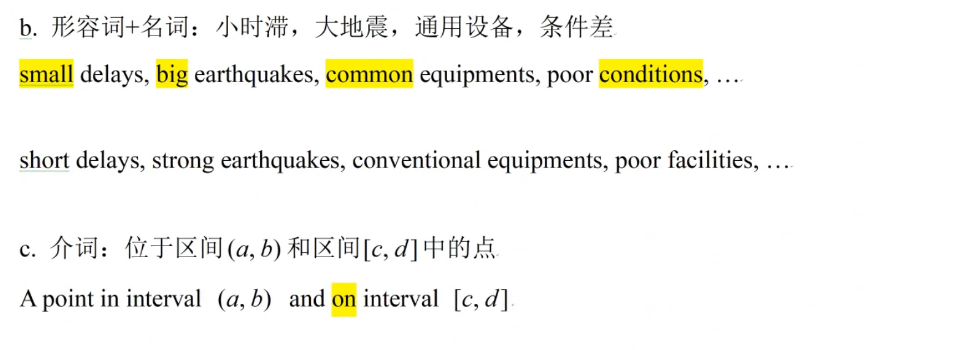 b. 形容词+名词：小时滞，大地震，通用设备，条件差
small delays, big earthquakes, common equipments, poor conditions, …
short delays, strong earthquakes, conventional equipments, poor facilities, …
c. 介词：位于区间(a, b)和区间[c, d]中的点
A point in interval (a, b) and on interval [c, d].